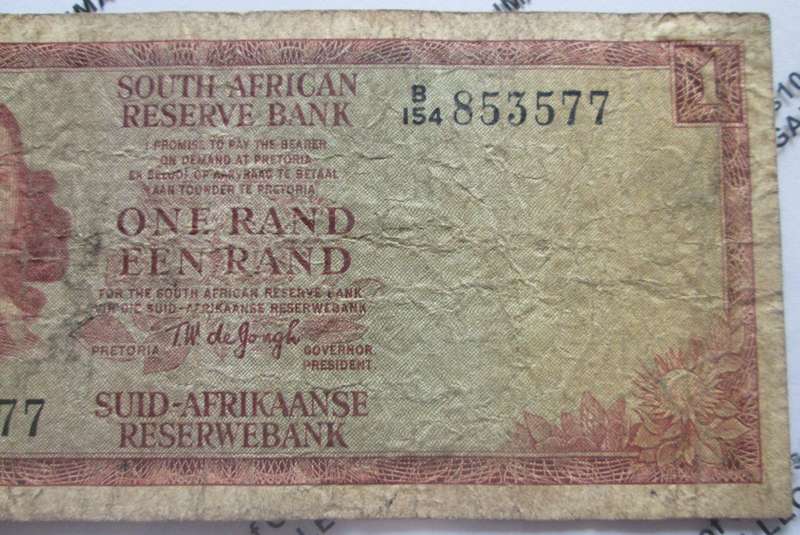 SOUTH AFRICAN
RESERVE BANK
B
154 853577
1
I PROMISE TO PAY THE BEARER
ON DEMAND AT PRETORIA
EK BELOOF OP AANVRAAG TE BETAAL
AAN TOONDER TE PRETORIA
ONE RAND
EEN RAND
FOR THE SOUTH AFRICAN RESERVE BANK
VIR DIE SUID-AFRIKAANSE RESERWEBANK
T W de Jongh
PRETORIA
GOVERNOR
PRESIDENT
77
SUID-AFRIKAANSE
RESERWEBANK